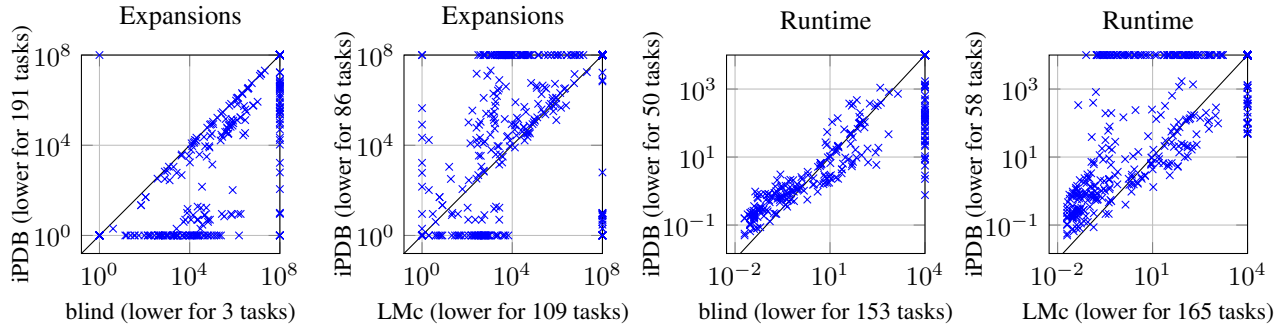 Expansions
iPDB (lower for 191 tasks)
10^8
10^4
10^0
10^0 10^4 10^8
blind (lower for 3 tasks)
Expansions
iPDB (lower for 86 tasks)
10^8
10^4
10^0
10^0 10^4 10^8
LMc (lower for 109 tasks)
Runtime
iPDB (lower for 50 tasks)
10^3
10^1
10^−1
10^−2 10^1 10^4
blind (lower for 153 tasks)
Runtime
iPDB (lower for 58 tasks)
10^3
10^1
10^−1
10^−2 10^1 10^4
LMc (lower for 165 tasks)